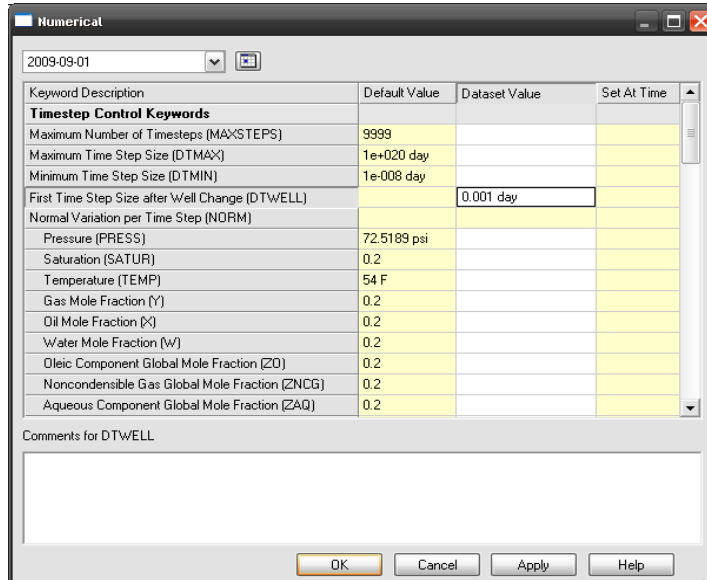 Numerical
2009-09-01
Keyword Description Default Value Dataset Value Set At Time
Timestep Control Keywords
Maximum Number of Timesteps (MAXSTEPS) 9999
Maximum Time Step Size (DTMAX) 1e+020 day
Minimum Time Step Size (DTMIN) 1e-008 day
First Time Step Size after Well Change (DTWELL) 0.001 day
Normal Variation per Time Step (NORM)
Pressure (PRESS) 72.5189 psi
Saturation (SATUR) 0.2
Temperature (TEMP) 54 F
Gas Mole Fraction (Y) 0.2
Oil Mole Fraction (X) 0.2
Water Mole Fraction (W) 0.2
Oleic Component Global Mole Fraction (ZO) 0.2
Noncondensible Gas Global Mole Fraction (ZNCG) 0.2
Aqueous Component Global Mole Fraction (ZAQ) 0.2
Comments for DTWELL
OK Cancel Apply Help